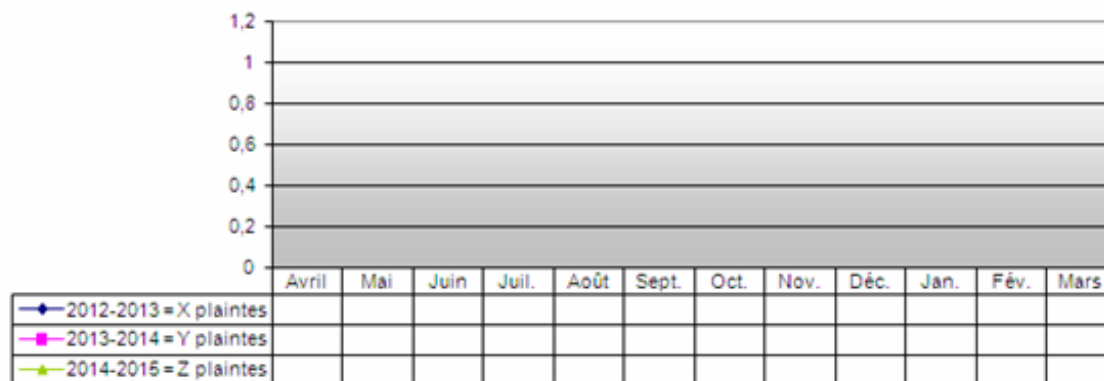 1,2
1
0,8
0,6
0,4
0,2
0
Avril Mai Juin Juil. Août Sept. Oct. Nov. Déc. Jan. Fév. Mars
2012-2013 = X plaintes
2013-2014 = Y plaintes
2014-2015 = Z plaintes